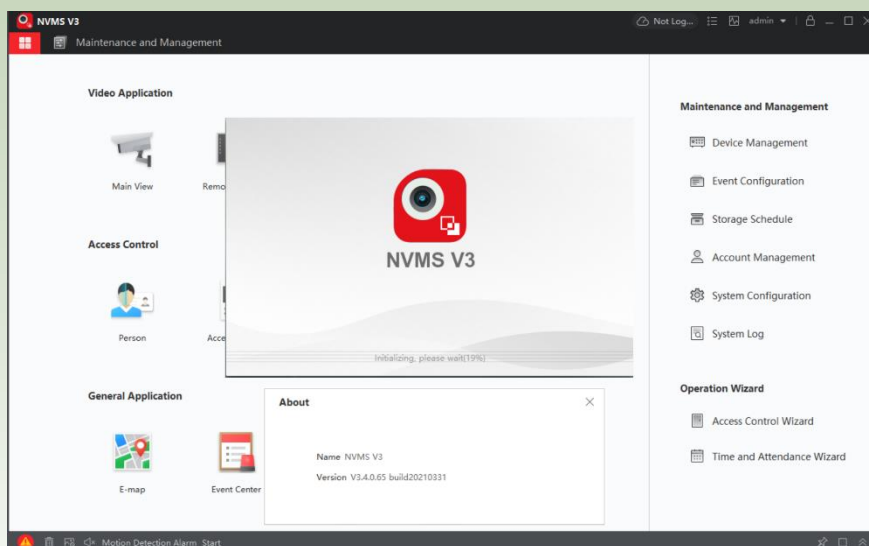 NVMS V3
Not Log...
admin
Maintenance and Management
Video Application
Main View
Remo
Access Control
Person
Acce
General Application
E-map
Event Center
NVMS V3
Initializing, please wait(19%)
About
Name NVMS V3
Version V3.4.0.65 build20210331
Maintenance and Management
Device Management
Event Configuration
Storage Schedule
Account Management
System Configuration
System Log
Operation Wizard
Access Control Wizard
Time and Attendance Wizard
Motion Detection Alarm Start